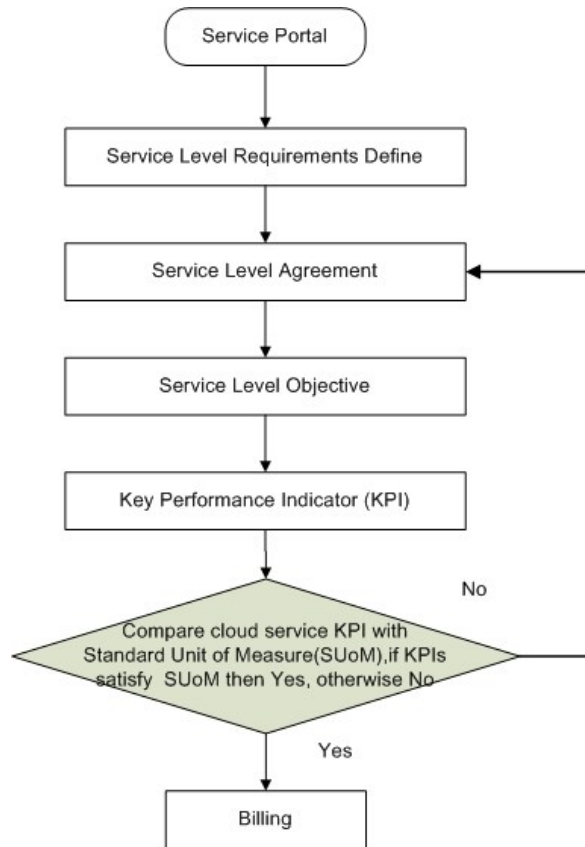 Service Portal
Service Level Requirements Define
Service Level Agreement
Service Level Objective
Key Performance Indicator (KPI)
No
Compare cloud service KPI with
Standard Unit of Measure(SUoM),if KPIs
satisfy SUoM then Yes, otherwise No
Yes
Billing